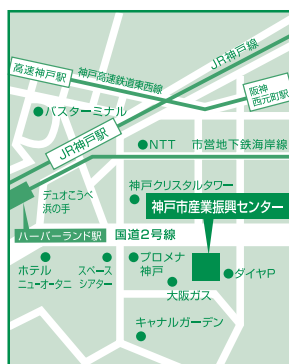 JR神戸線
高速神戸駅
神戸高速鉄道東西線
阪神
西元町駅
バスターミナル
JR神戸駅
NTT
市営地下鉄海岸線
デュオこうべ
浜の手
神戸クリスタルタワー
神戸市産業振興センター
ハーバーランド駅
国道2号線
ホテル
ニューオータニ
スペース
シアター
プロメナ
神戸
ダイヤP
大阪ガス
キャナルガーデン